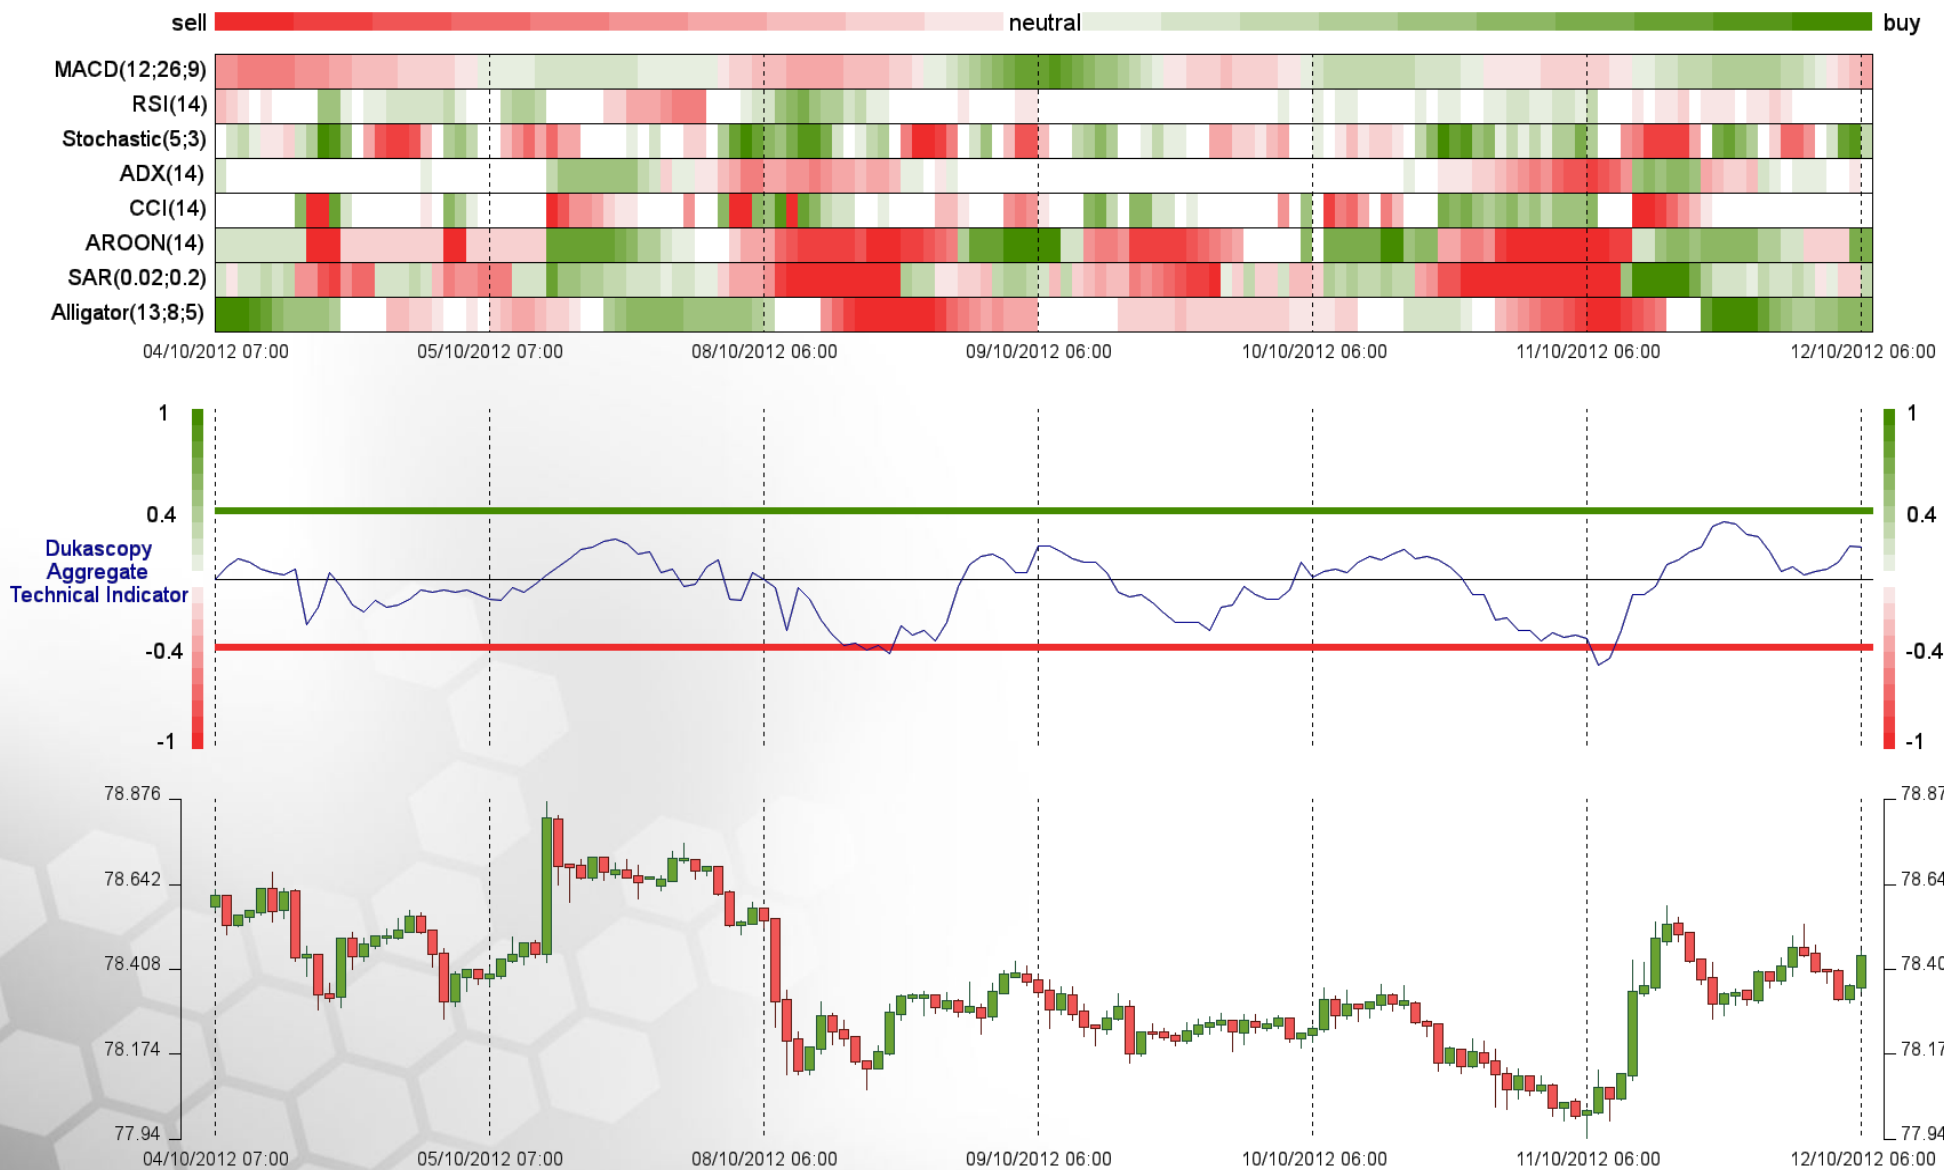 sell neutral buy
MACD(12;26;9)
RSI(14)
Stochastic(5;3)
ADX(14)
CCI(14)
AROON(14)
SAR(0.02;0.2)
Alligator(13;8;5)
04/10/2012 07:00 05/10/2012 07:00 08/10/2012 06:00 09/10/2012 06:00 10/10/2012 06:00 11/10/2012 06:00 12/10/2012 06:00
1 1
0.4 0.4
Dukascopy
Aggregate
Technical Indicator
-0.4 -0.4
-1 -1
78.876 78.87
78.642 78.64
78.408 78.40
78.174 78.17
77.94 77.94
04/10/2012 07:00 05/10/2012 07:00 08/10/2012 06:00 09/10/2012 06:00 10/10/2012 06:00 11/10/2012 06:00 12/10/2012 06:00